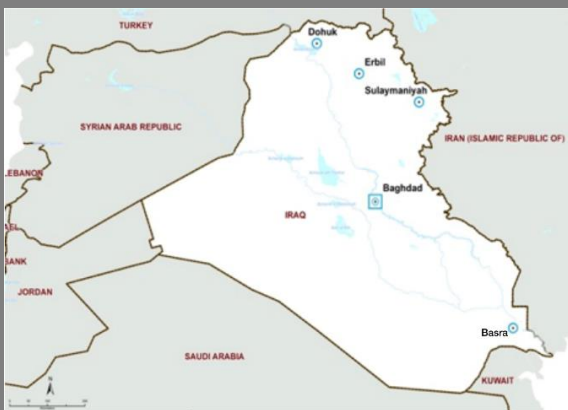 TURKEY
Dohuk
Erbil
Sulaymaniyah
SYRIAN ARAB REPUBLIC
IRAN (ISLAMIC REPUBLIC OF)
LEBANON
Baghdad
IRAQ
BANK
JORDAN
Basra
SAUDI ARABIA
KUWAIT
N